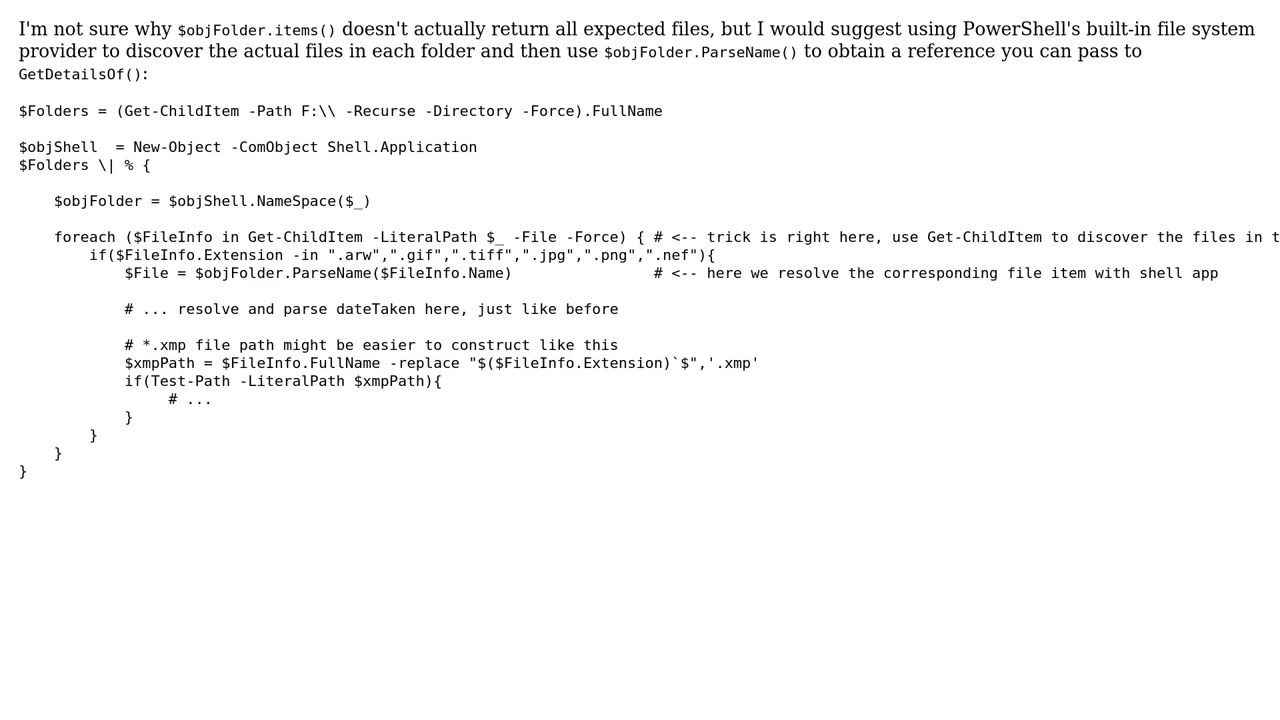 I'm not sure why $objFolder.items() doesn't actually return all expected files, but I would suggest using PowerShell's built-in file system
provider to discover the actual files in each folder and then use $objFolder.ParseName() to obtain a reference you can pass to
GetDetailsOf():
$Folders = (Get-ChildItem -Path F:\\ -Recurse -Directory -Force).FullName
$objShell  = New-Object -ComObject Shell.Application
$Folders \| % {
    $objFolder = $objShell.NameSpace($_)
    foreach ($FileInfo in Get-ChildItem -LiteralPath $_ -File -Force) { # <-- trick is right here, use Get-ChildItem to discover the files in t
        if($FileInfo.Extension -in ".arw",".gif",".tiff",".jpg",".png",".nef"){
            $File = $objFolder.ParseName($FileInfo.Name)                # <-- here we resolve the corresponding file item with shell app
            # ... resolve and parse dateTaken here, just like before
            # *.xmp file path might be easier to construct like this
            $xmpPath = $FileInfo.FullName -replace "$($FileInfo.Extension)`$",'.xmp'
            if(Test-Path -LiteralPath $xmpPath){
                 # ...
            }
        }
    }
}